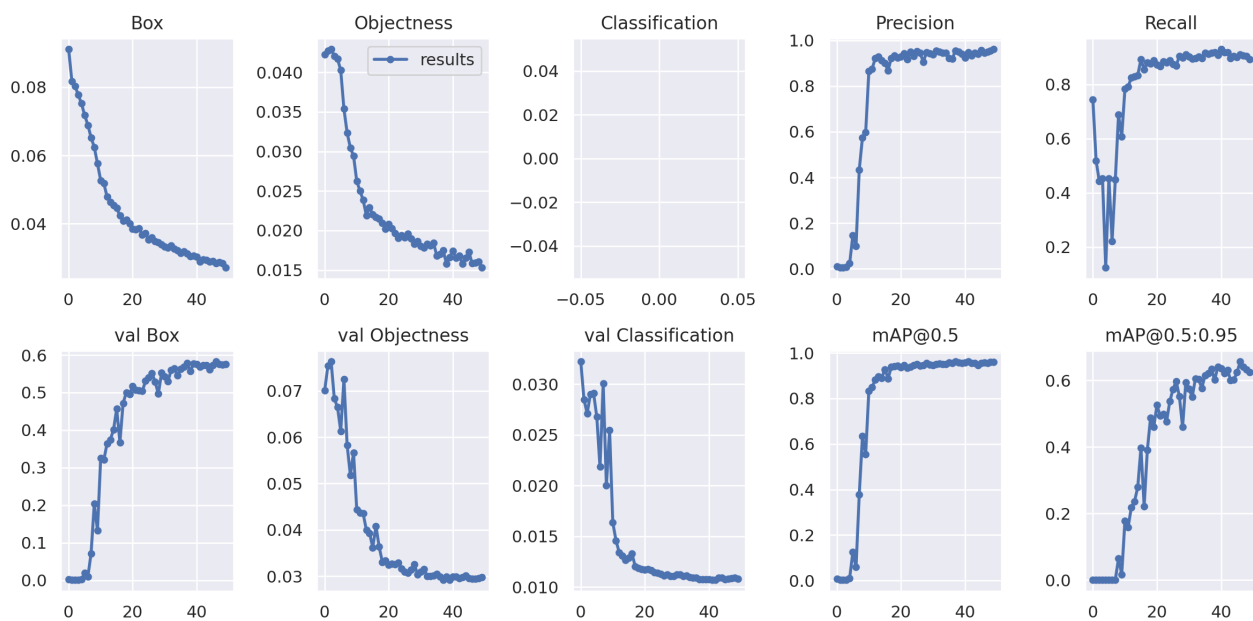 Box
Objectness
Classification
Precision
Recall
results
0.08
0.06
0.04
0 20 40
0.040
0.035
0.030
0.025
0.020
0.015
0 20 40
0.04
0.02
0.00
−0.02
−0.04
−0.05 0.00 0.05
1.0
0.8
0.6
0.4
0.2
0.0
0 20 40
0.8
0.6
0.4
0.2
0 20 40
val Box
val Objectness
val Classification
mAP@0.5
mAP@0.5:0.95
0.6
0.5
0.4
0.3
0.2
0.1
0.0
0 20 40
0.07
0.06
0.05
0.04
0.03
0 20 40
0.030
0.025
0.020
0.015
0.010
0 20 40
1.0
0.8
0.6
0.4
0.2
0.0
0 20 40
0.6
0.4
0.2
0.0
0 20 40